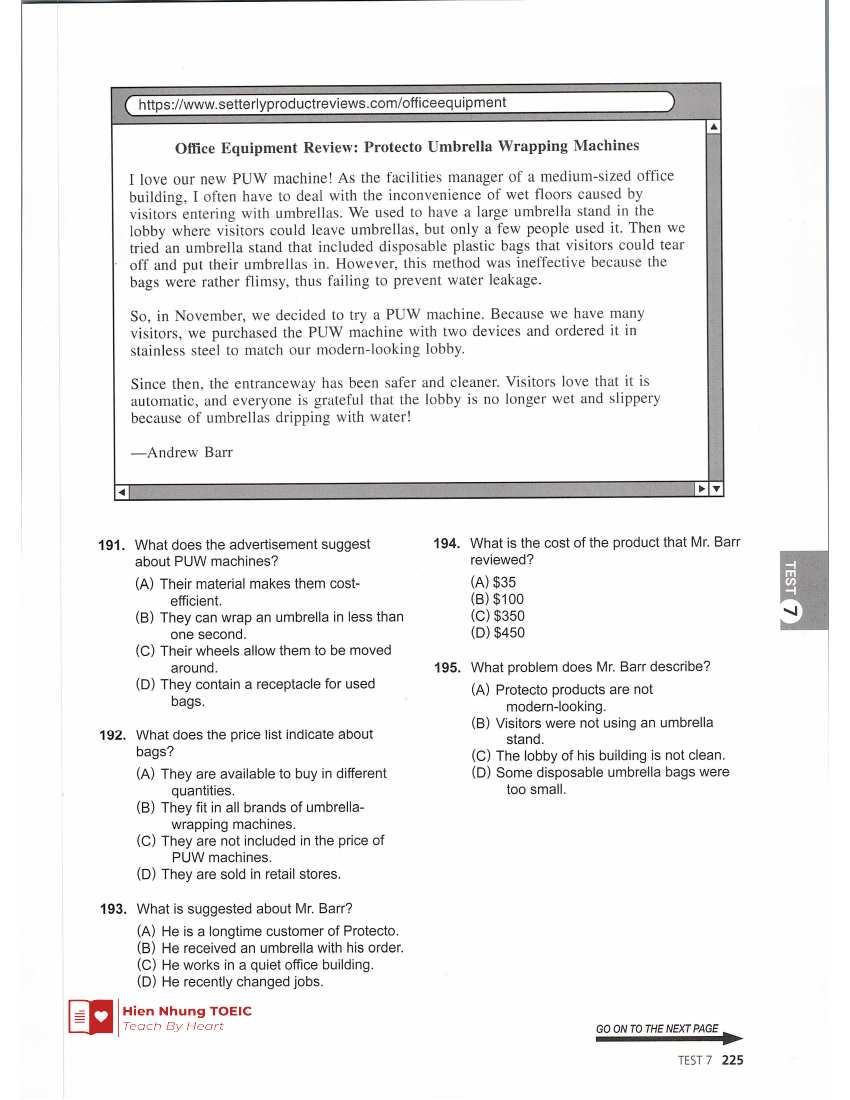 https://www.setterlyproductreviews.com/officeequipment
Office Equipment Review: Protecto Umbrella Wrapping Machines
I love our new PUW machine! As the facilities manager of a medium-sized office
building, I often have to deal with the inconvenience of wet floors caused by
visitors entering with umbrellas. We used to have a large umbrella stand in the
lobby where visitors could leave umbrellas, but only a few people used it. Then we
tried an umbrella stand that included disposable plastic bags that visitors could tear
off and put their umbrellas in. However, this method was ineffective because the
bags were rather flimsy, thus failing to prevent water leakage.
So, in November, we decided to try a PUW machine. Because we have many
visitors, we purchased the PUW machine with two devices and ordered it in
stainless steel to match our modern-looking lobby.
Since then, the entranceway has been safer and cleaner. Visitors love that it is
automatic, and everyone is grateful that the lobby is no longer wet and slippery
because of umbrellas dripping with water!
—Andrew Barr
191. What does the advertisement suggest
about PUW machines?
(A) Their material makes them cost-
efficient.
(B) They can wrap an umbrella in less than
one second.
(C) Their wheels allow them to be moved
around.
(D) They contain a receptacle for used
bags.
192. What does the price list indicate about
bags?
(A) They are available to buy in different
quantities.
(B) They fit in all brands of umbrella-
wrapping machines.
(C) They are not included in the price of
PUW machines.
(D) They are sold in retail stores.
193. What is suggested about Mr. Barr?
(A) He is a longtime customer of Protecto.
(B) He received an umbrella with his order.
(C) He works in a quiet office building.
(D) He recently changed jobs.
194. What is the cost of the product that Mr. Barr
reviewed?
(A) $35
(B) $100
(C) $350
(D) $450
195. What problem does Mr. Barr describe?
(A) Protecto products are not
modern-looking.
(B) Visitors were not using an umbrella
stand.
(C) The lobby of his building is not clean.
(D) Some disposable umbrella bags were
too small.
TEST 7
Hien Nhung TOEIC
Teach By Heart
GO ON TO THE NEXT PAGE
TEST 7 225